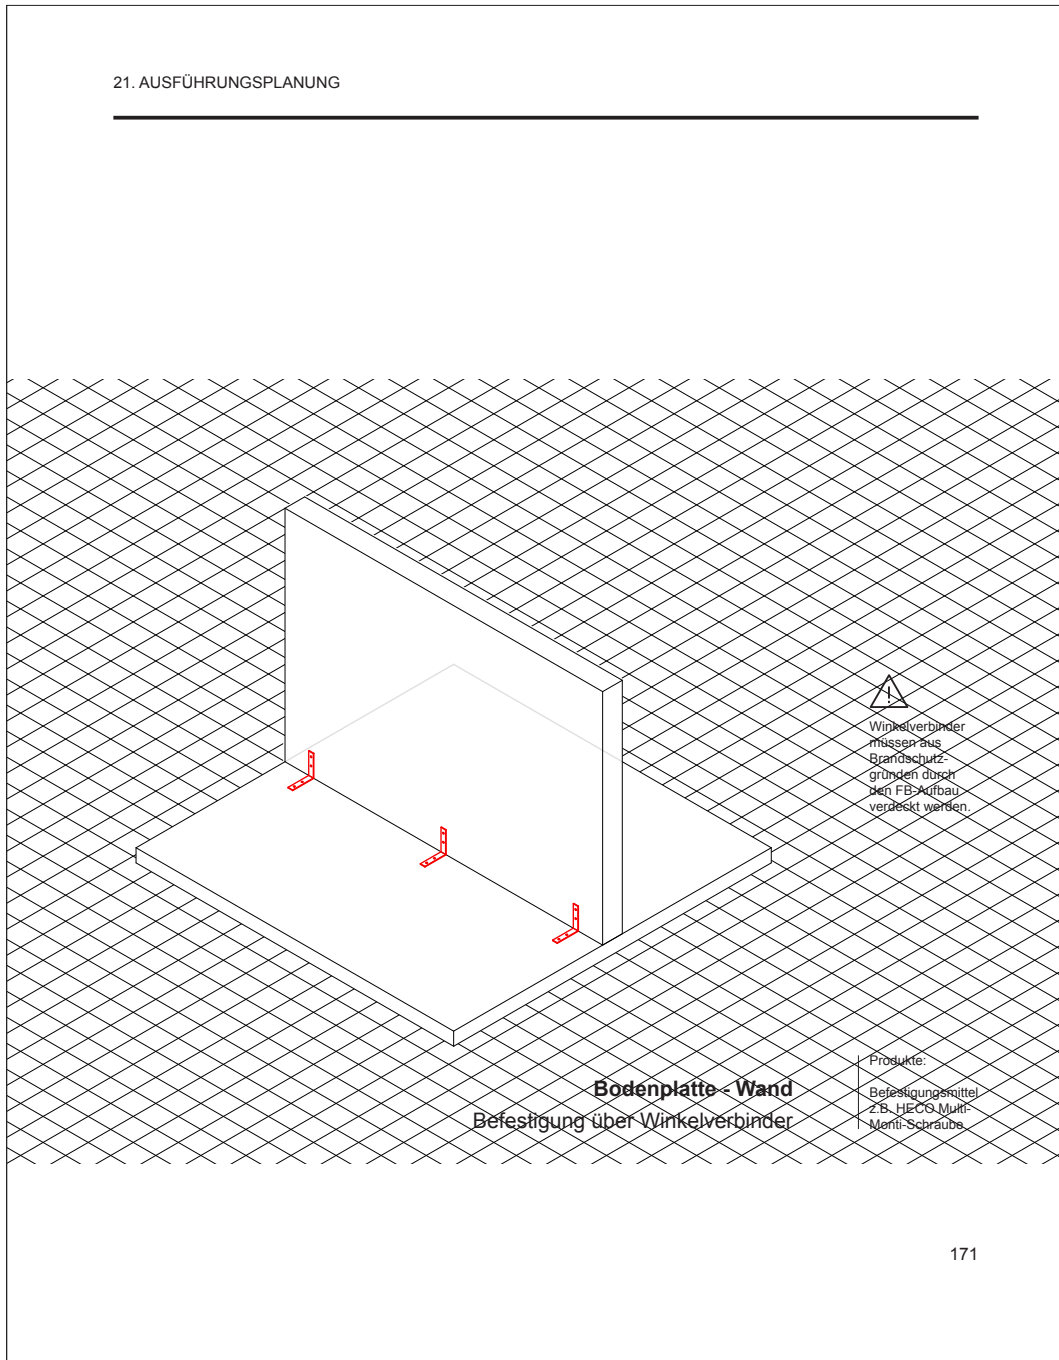 21. AUSFÜHRUNGSPLANUNG
Winkelverbinder
müssen aus
Brandschutz-
gründen durch
den FB-Aufbau
verdeckt werden.
Bodenplatte - Wand
Befestigung über Winkelverbinder
Produkte:
Befestigungsmittel
z.B. HECO Multi-
Monti-Schraube
171